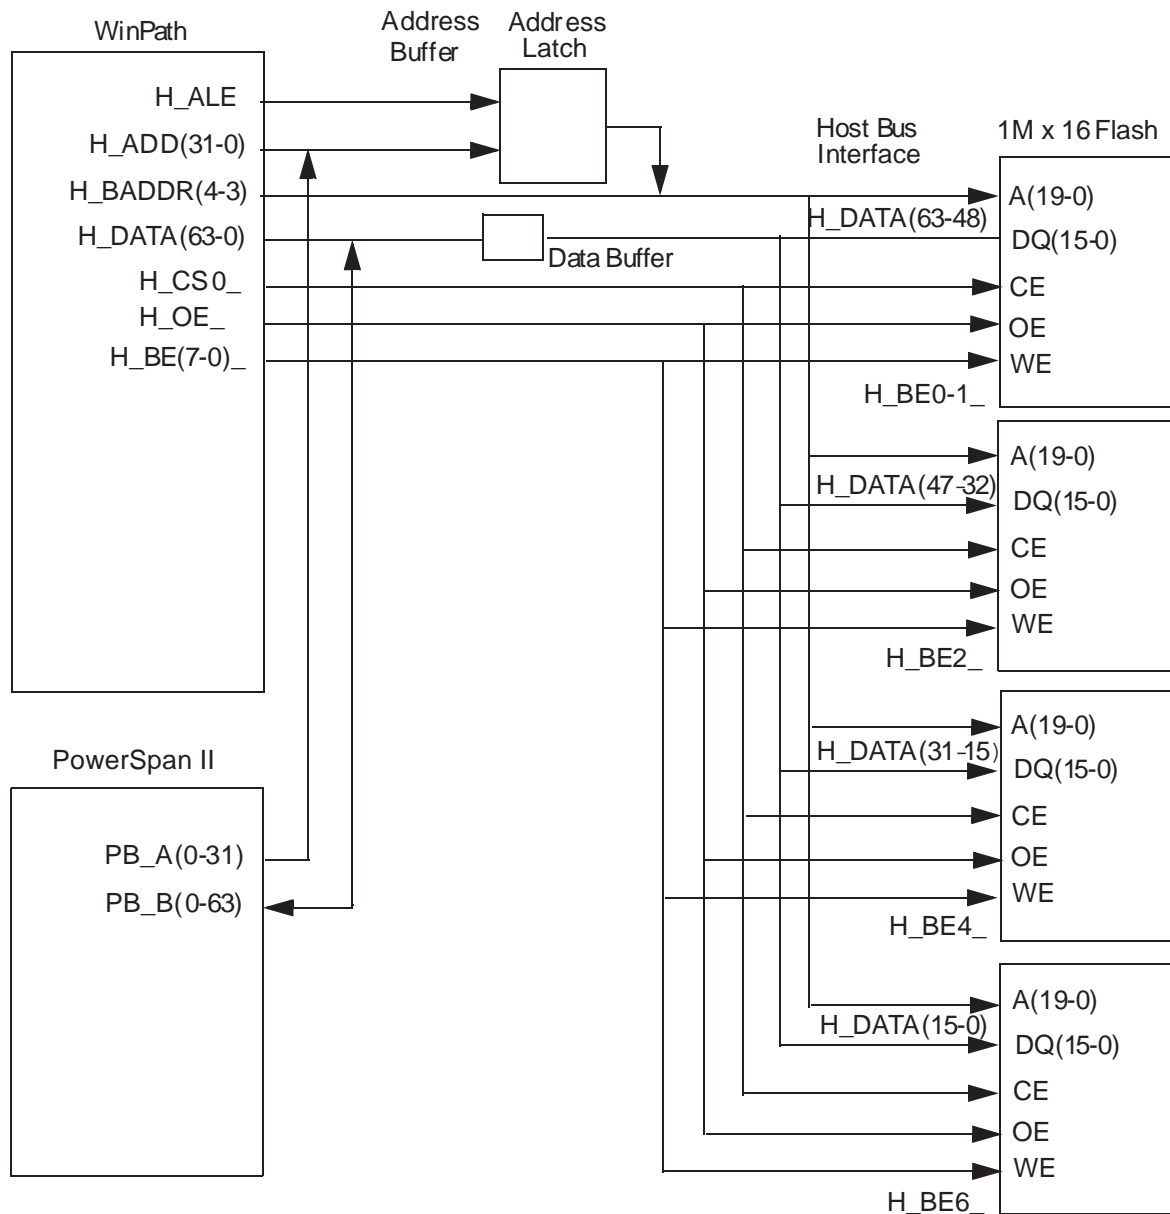 WinPath
Address
Buffer
Address
Latch
H_ALE
H_ADD(31-0)
H_BADDR(4-3)
H_DATA(63-0)
H_CS0_
H_OE_
H_BE(7-0)_
Data Buffer
Host Bus
Interface
1M x 16 Flash
H_DATA(63-48)
A(19-0)
DQ(15-0)
CE
OE
WE
H_BE0-1_
A(19-0)
H_DATA(47-32)
DQ(15-0)
CE
OE
WE
H_BE2_
A(19-0)
H_DATA(31-15)
DQ(15-0)
CE
OE
WE
H_BE4_
A(19-0)
H_DATA(15-0)
DQ(15-0)
CE
OE
WE
H_BE6_
PowerSpan II
PB_A(0-31)
PB_B(0-63)